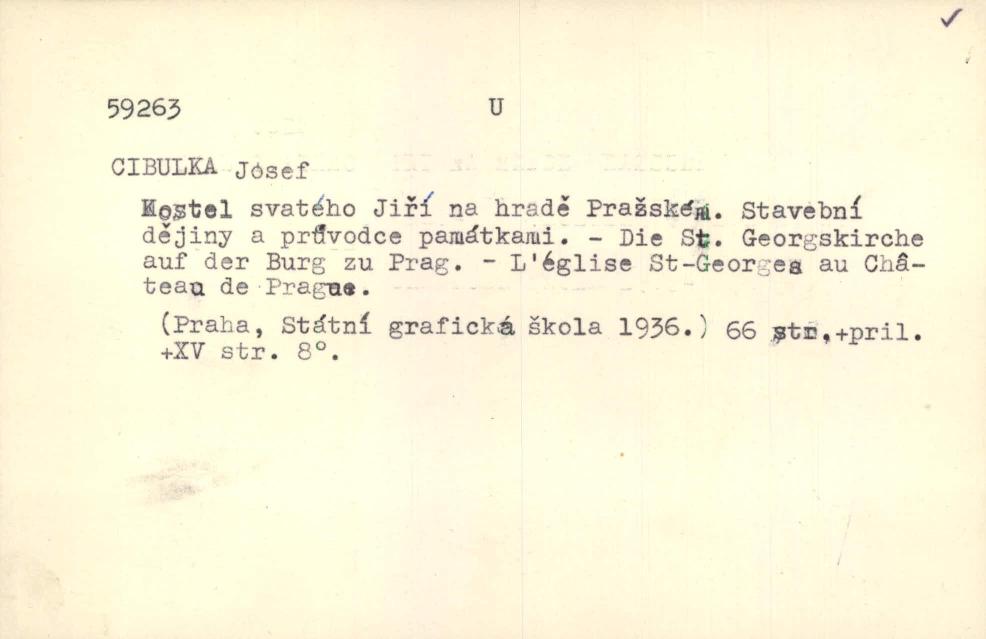 59263 U
CIBULKA Josef
Kostel svatého Jiří na hradě Pražském. Stavební
dějiny a průvodce památkami. - Die St. Georgskirche
auf der Burg zu Prag. - L'église St-Georges au Châ-
teau de Prague.
(Praha, Státní grafická škola 1936.) 66 str.+pril.
+XV str. 8°.